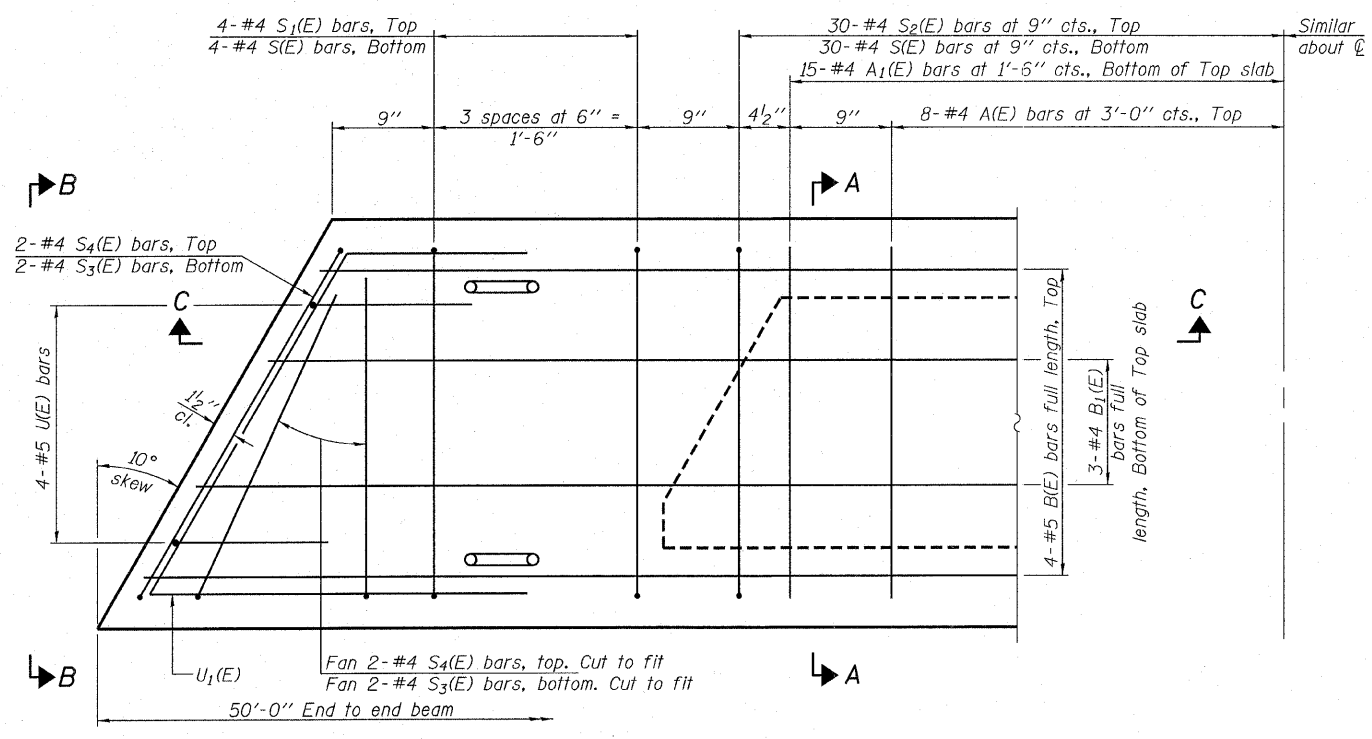 4-#4 S1(E) bars, Top
4-#4 S(E) bars, Bottom
30-#4 S2(E) bars at 9" cts., Top
30-#4 S(E) bars at 9" cts., Bottom
Similar
about ℄
15-#4 A1(E) bars at 1'-6" cts., Bottom of Top slab
9"
3 spaces at 6" =
1'-6"
9"
4½"
9"
8-#4 A(E) bars at 3'-0" cts., Top
B
A
2-#4 S4(E) bars, Top
2-#4 S3(E) bars, Bottom
C
C
4-#5 U(E) bars
1½"
cl.
10°
skew
4-#5 B(E) bars full length, Top
3-#4 B1(E)
bars full
length, Bottom of Top slab
B
U1(E)
Fan 2-#4 S4(E) bars, top. Cut to fit
Fan 2-#4 S3(E) bars, bottom. Cut to fit
A
50'-0" End to end beam